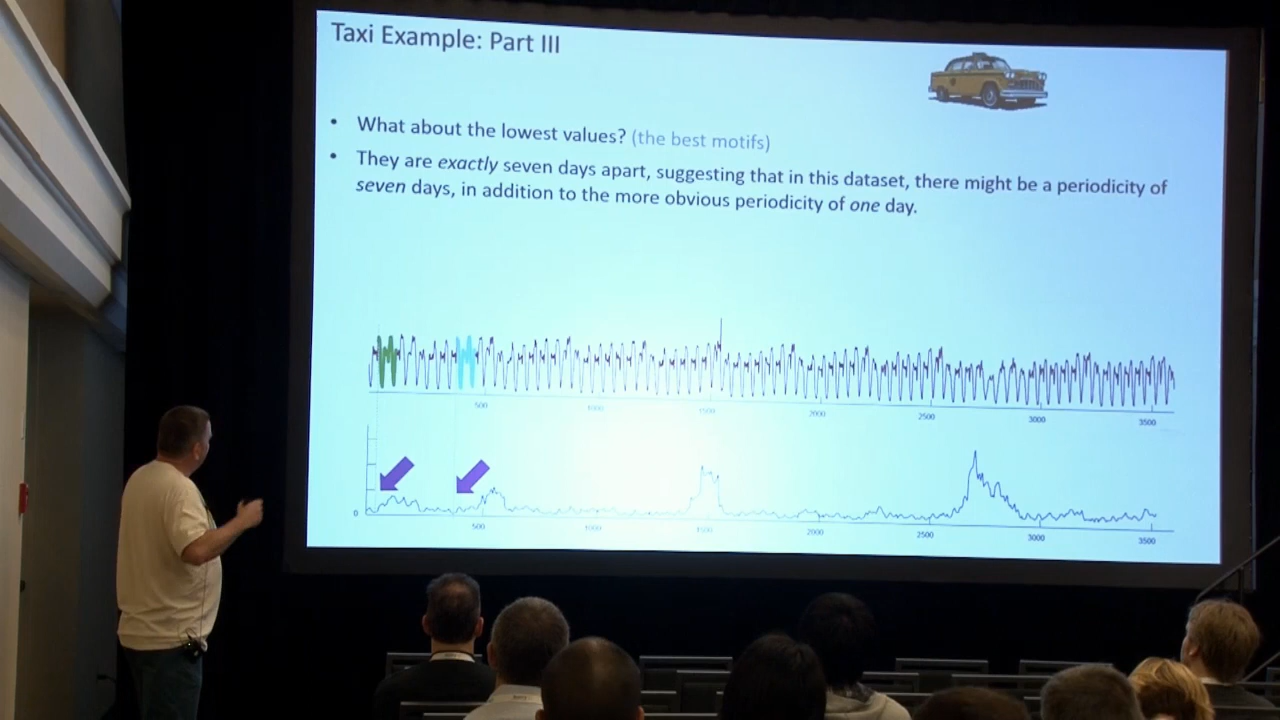 Taxi Example: Part III
• What about the lowest values? (the best motifs)
• They are exactly seven days apart, suggesting that in this dataset, there might be a periodicity of
seven days, in addition to the more obvious periodicity of one day.
500 1000 1500 2000 2500 3000 3500
0
500 1000 1500 2000 2500 3000 3500